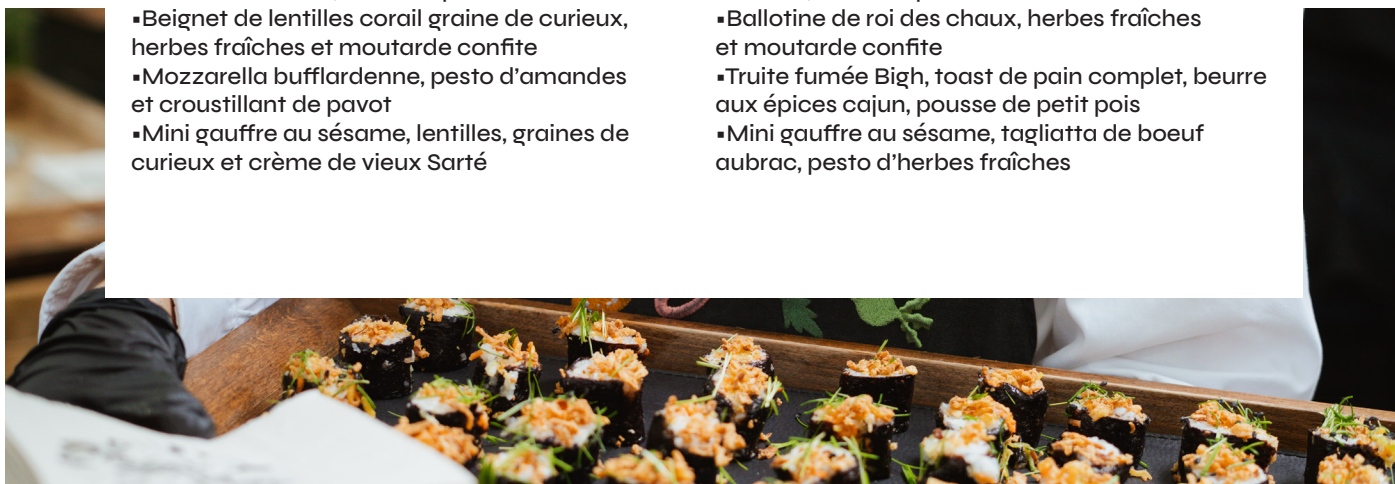 ▪Beignet de lentilles corail graine de curieux,
herbes fraîches et moutarde confite
▪Mozzarella bufflardenne, pesto d’amandes
et croustillant de pavot
▪Mini gauffre au sésame, lentilles, graines de
curieux et crème de vieux Sarté
▪Ballotine de roi des chaux, herbes fraîches
et moutarde confite
▪Truite fumée Bigh, toast de pain complet, beurre
aux épices cajun, pousse de petit pois
▪Mini gauffre au sésame, tagliatta de boeuf
aubrac, pesto d’herbes fraîches